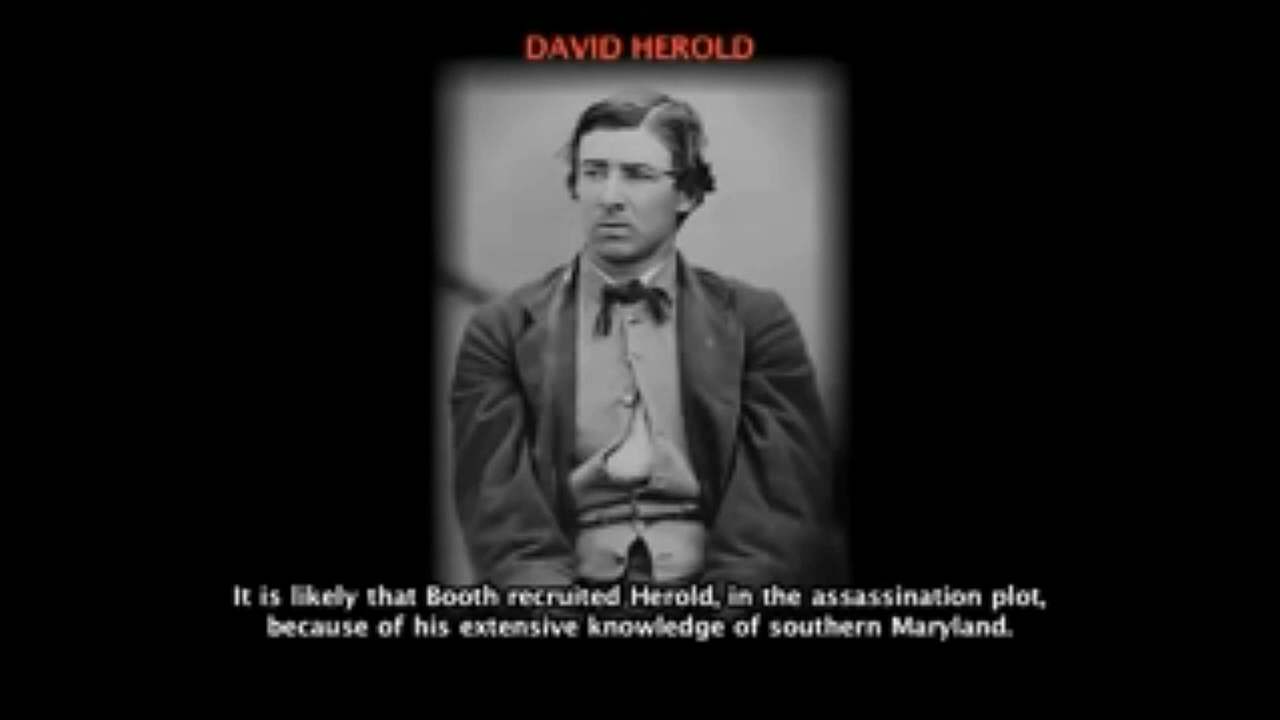 DAVID HEROLD
It is likely that Booth recruited Herold, in the assassination plot,
because of his extensive knowledge of southern Maryland.